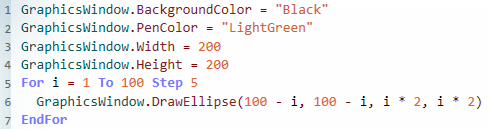 1 GraphicsWindow.BackgroundColor = "Black"
2 GraphicsWindow.PenColor = "LightGreen"
3 GraphicsWindow.Width = 200
4 GraphicsWindow.Height = 200
5 For i = 1 To 100 Step 5
6   GraphicsWindow.DrawEllipse(100 - i, 100 - i, i * 2, i * 2)
7 EndFor